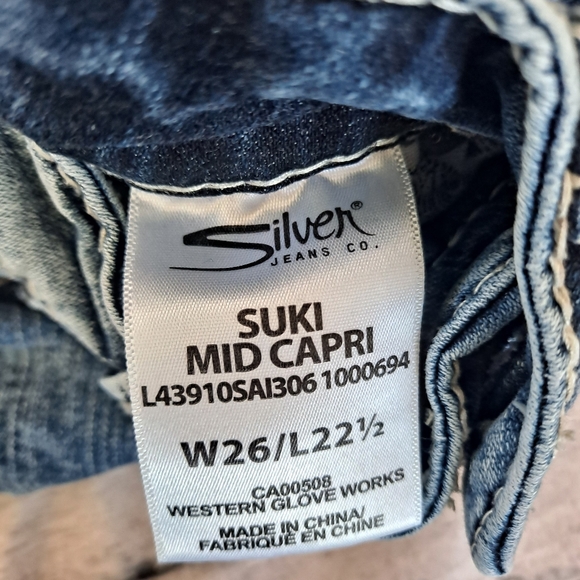 Silver®
JEANS CO.
SUKI
MID CAPRI
L43910SAI306 1000694
W26/L22½
CA00508
WESTERN GLOVE WORKS
MADE IN CHINA/
FABRIQUÉ EN CHINE